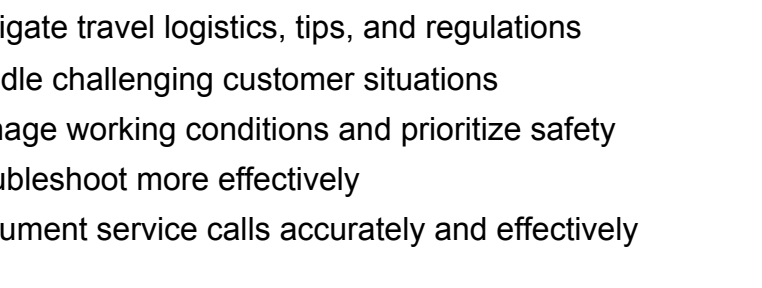 igate travel logistics, tips, and regulations
dle challenging customer situations
age working conditions and prioritize safety
ubleshoot more effectively
ument service calls accurately and effectively